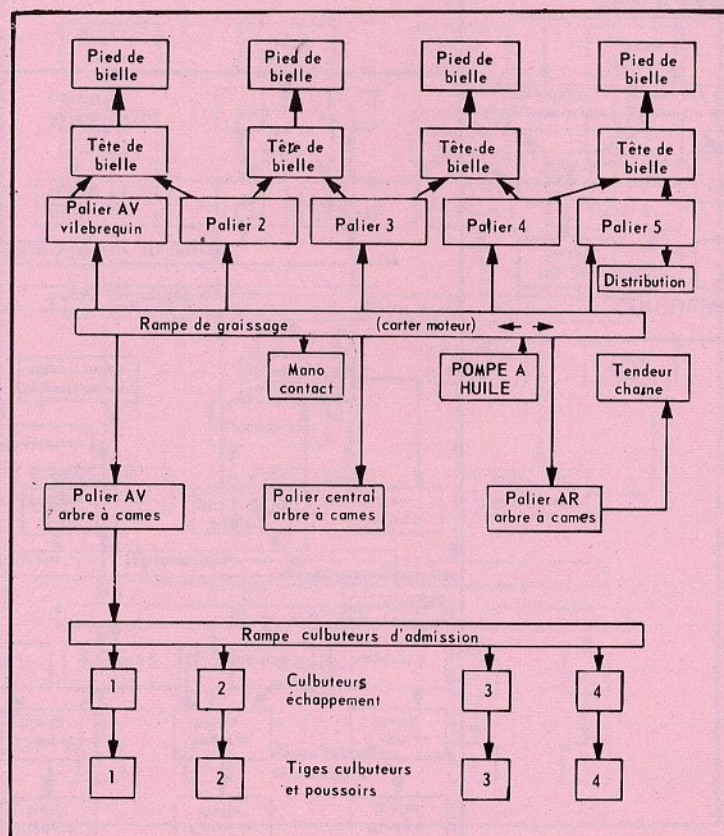 Pied de
bielle
Pied de
bielle
Pied de
bielle
Pied de
bielle
Tête de
bielle
Tête de
bielle
Tête de
bielle
Tête de
bielle
Palier AV
vilebrequin
Palier 2
Palier 3
Palier 4
Palier 5
Distribution
Rampe de graissage (carter moteur)
Mano
contact
POMPE A
HUILE
Tendeur
chaine
Palier AV
arbre à cames
Palier central
arbre à cames
Palier AR
arbre à cames
Rampe culbuteurs d'admission
1
2
Culbuteurs
échappement
3
4
1
2
Tiges culbuteurs
et poussoirs
3
4